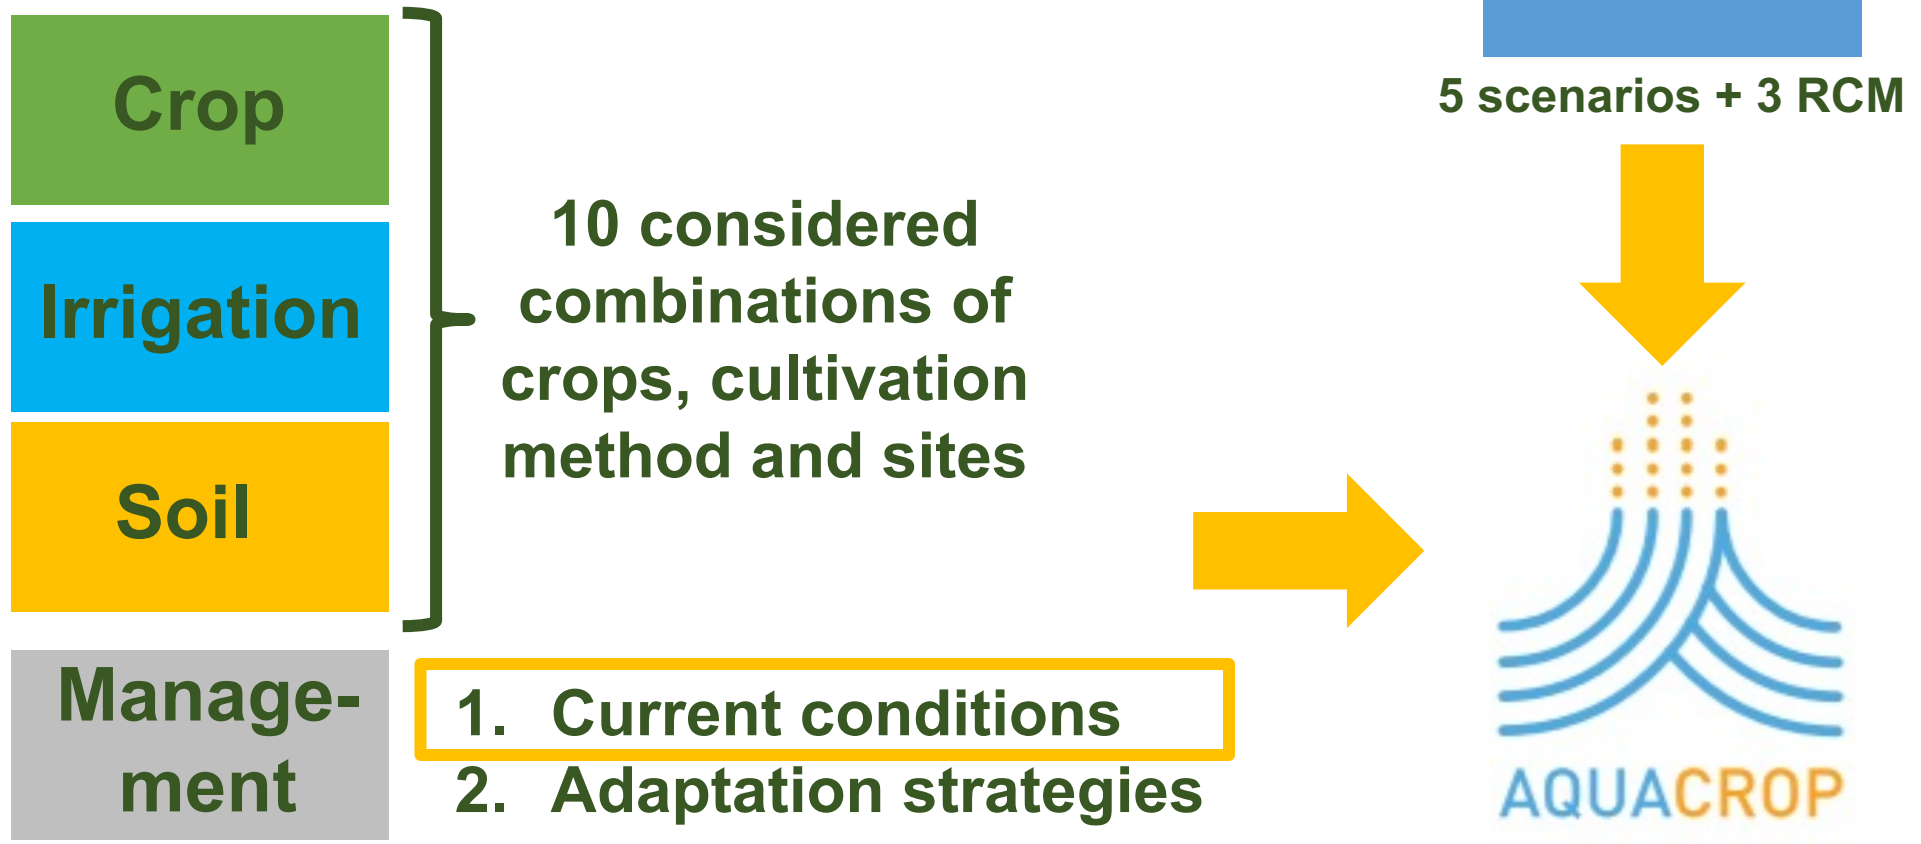 Crop
Irrigation
Soil
Manage-
ment
10 considered
combinations of
crops, cultivation
method and sites
1. Current conditions
2. Adaptation strategies
5 scenarios + 3 RCM
AQUACROP